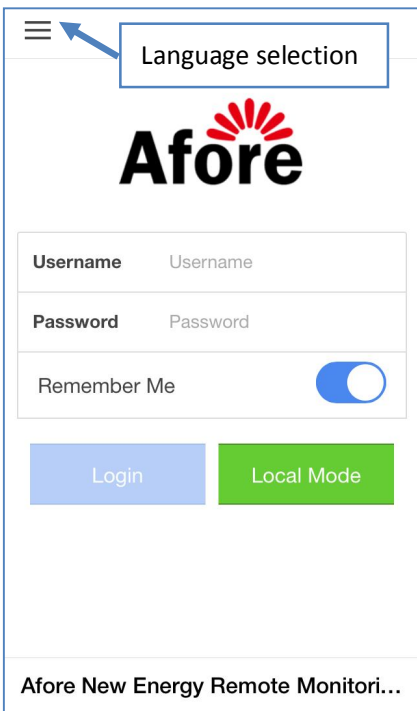 Language selection
Afore
Username Username
Password Password
Remember Me
Login Local Mode
Afore New Energy Remote Monitori...